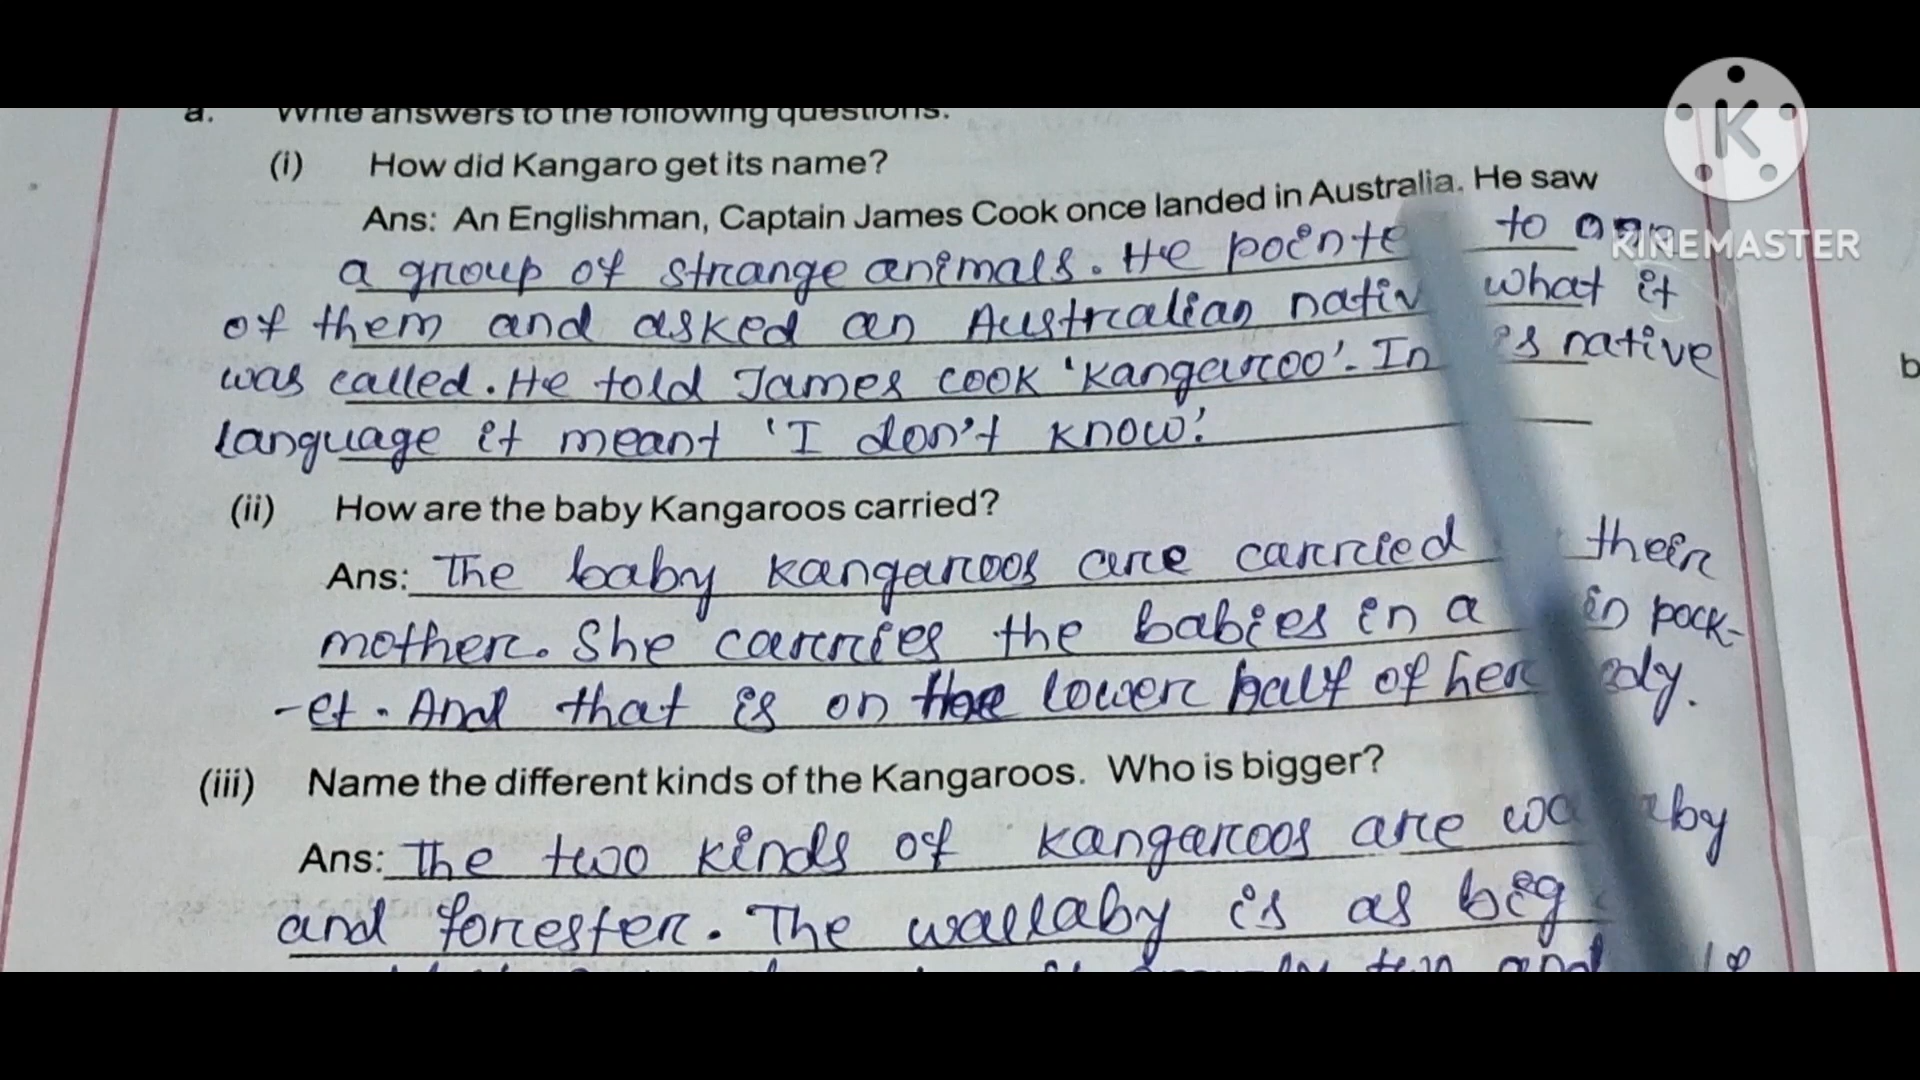 a. Write answers to the following questions.
(i) How did Kangaro get its name?
Ans: An Englishman, Captain James Cook once landed in Australia. He saw
a group of strange animals. He pointe to
of them and asked an Australian nativ what it
was called. He told James cook 'kangaroo'. In native
language it meant 'I don't know.'
(ii) How are the baby Kangaroos carried?
Ans: The baby kangaroos are carried their
mother. She carries the babies in a pock-
-et. And that is on the lower half of her
(iii) Name the different kinds of the Kangaroos. Who is bigger?
Ans: The two kinds of kangaroos are
and forester. The wallaby is as big
K
KINEMASTER
b